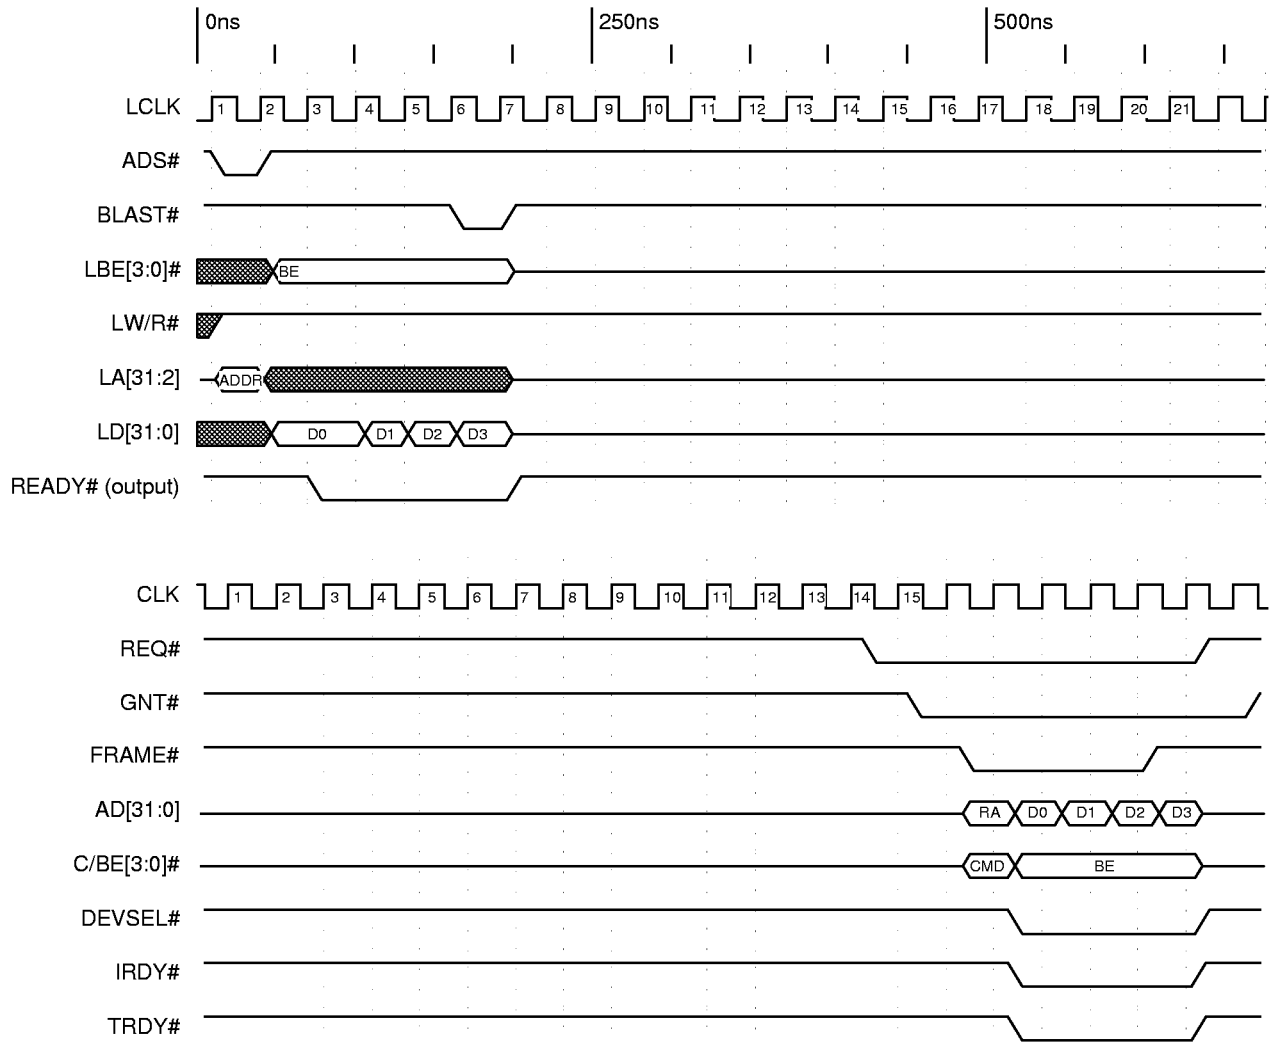 0ns 250ns 500ns
LCLK 1 2 3 4 5 6 7 8 9 10 11 12 13 14 15 16 17 18 19 20 21
ADS#
BLAST#
LBE[3:0]# BE
LW/R#
LA[31:2] ADDR
LD[31:0] D0 D1 D2 D3
READY# (output)
CLK 1 2 3 4 5 6 7 8 9 10 11 12 13 14 15
REQ#
GNT#
FRAME#
AD[31:0] RA D0 D1 D2 D3
C/BE[3:0]# CMD BE
DEVSEL#
IRDY#
TRDY#